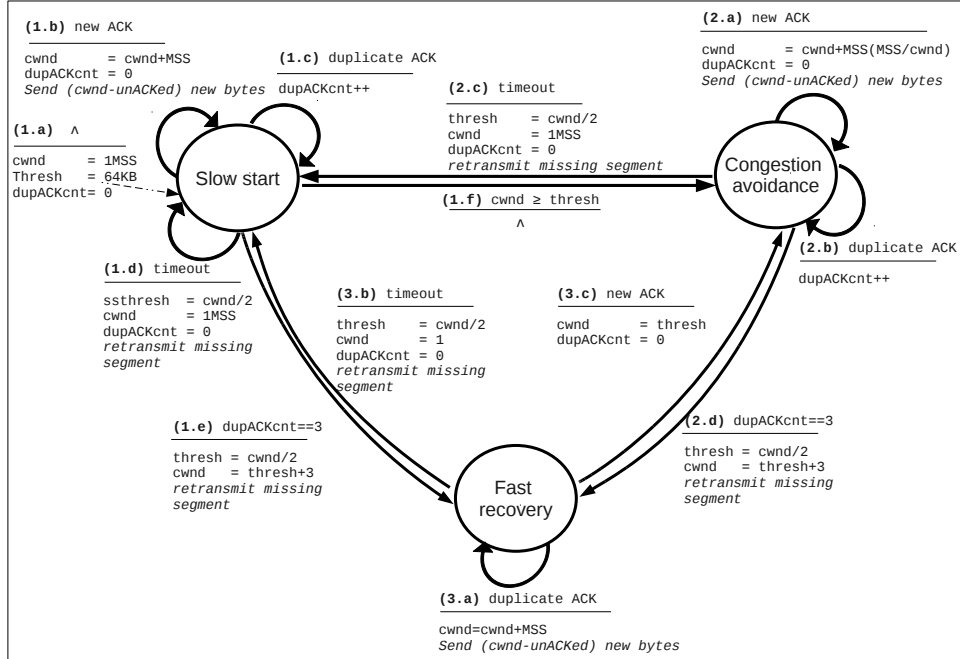 (1.b) new ACK
cwnd = cwnd+MSS
dupACKcnt = 0
Send (cwnd-unACKed) new bytes
(1.c) duplicate ACK
dupACKcnt++
(1.a) ʌ
cwnd = 1MSS
Thresh = 64KB
dupACKcnt= 0
Slow start
(2.c) timeout
thresh = cwnd/2
cwnd = 1MSS
dupACKcnt = 0
retransmit missing segment
(1.f) cwnd ≥ thresh
ʌ
(2.a) new ACK
cwnd = cwnd+MSS(MSS/cwnd)
dupACKcnt = 0
Send (cwnd-unACKed) new bytes
Congestion
avoidance
(2.b) duplicate ACK
dupACKcnt++
(1.d) timeout
ssthresh = cwnd/2
cwnd = 1MSS
dupACKcnt = 0
retransmit missing
segment
(3.b) timeout
thresh = cwnd/2
cwnd = 1
dupACKcnt = 0
retransmit missing
segment
(3.c) new ACK
cwnd = thresh
dupACKcnt = 0
(1.e) dupACKcnt==3
thresh = cwnd/2
cwnd = thresh+3
retransmit missing
segment
(2.d) dupACKcnt==3
thresh = cwnd/2
cwnd = thresh+3
retransmit missing
segment
Fast
recovery
(3.a) duplicate ACK
cwnd=cwnd+MSS
Send (cwnd-unACKed) new bytes